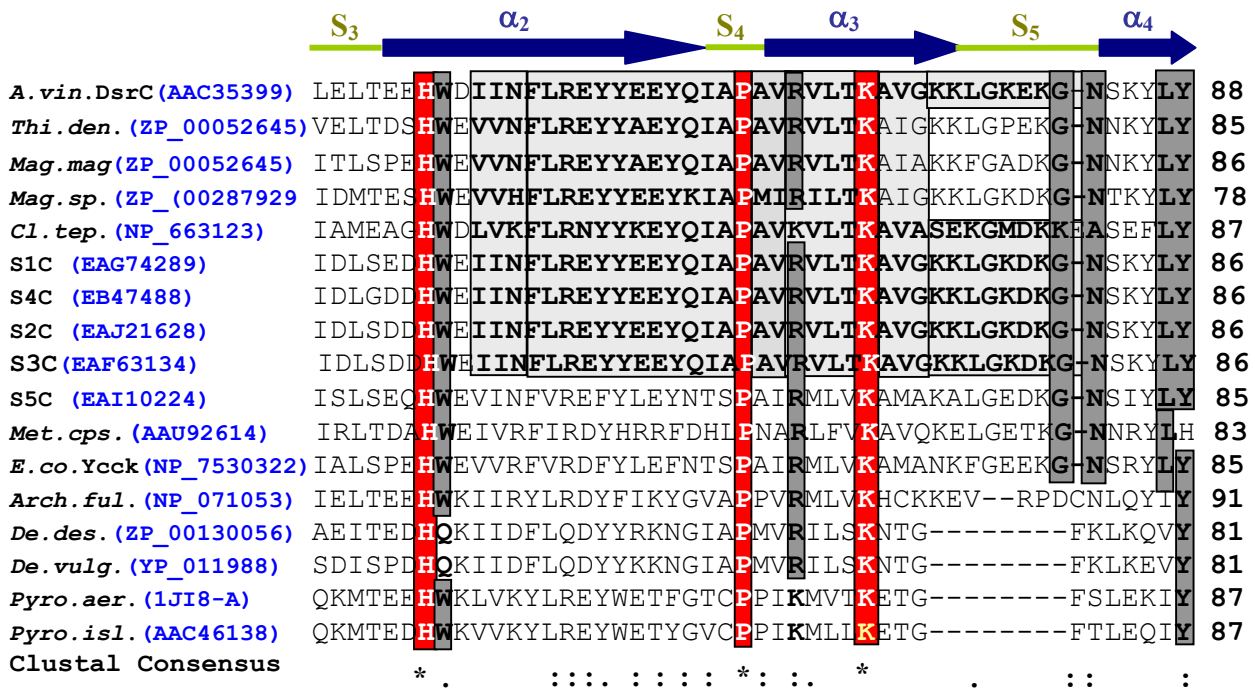 S3 α2 S4 α3 S5 α4
A.vin.DsrC(AAC35399) LELTEEHWDIINFLREYYEEYQIAPAVRVLTKAVGKKLGKEKG-NSKYLY 88
Thi.den.(ZP_00052645) VELTDSHWEVVNFLREYYAEYQIAPAVRVLTKAIGKKLGPEKG-NNKYLY 85
Mag.mag(ZP_00052645) ITLSPEHWEVVNFLREYYAEYQIAPAVRVLTKAIAKKFGADKG-NNKYLY 86
Mag.sp.(ZP_(00287929 IDMTESHWEVVHFLREYYEEYKIAPMIRILTKAIGKKLGKDKG-NTKYLY 78
Cl.tep.(NP_663123) IAMEAGHWDLVKFLRNYYKEYQIAPAVKVLTKAVASEKGMDKKEASEFLY 87
S1C (EAG74289) IDLSEDHWEIINFLREYYEEYQIAPAVRVLTKAVGKKLGKDKG-NSKYLY 86
S4C (EB47488) IDLGDDHWEIINFLREYYEEYQIAPAVRVLTKAVGKKLGKDKG-NSKYLY 86
S2C (EAJ21628) IDLSDDHWEIINFLREYYEEYQIAPAVRVLTKAVGKKLGKDKG-NSKYLY 86
S3C(EAF63134) IDLSDDHWEIINFLREYYEEYQIAPAVRVLTKAVGKKLGKDKG-NSKYLY 86
S5C (EAI10224) ISLSEQHWEVINFVREFYLEYNTSPAIRMLVKAMAKALGEDKG-NSIYLY 85
Met.cps.(AAU92614) IRLTDAHWEIVRFIRDYHRRFDHLPNARLFVKAVQKELGETKG-NNRYLH 83
E.co.Ycck(NP_7530322) IALSPEHWEVVRFVRDFYLEFNTSPAIRMLVKAMANKFGEEKG-NSRYLY 85
Arch.ful.(NP_071053) IELTEEHWKIIRYLRDYFIKYGVAPPVRMLVKHCKKEV--RPDCNLQYIY 91
De.des.(ZP_00130056) AEITEDHQKIIDFLQDYYRKNGIAPMVRILSKNTG--------FKLKQVY 81
De.vulg.(YP_011988) SDISPDHQKIIDFLQDYYKKNGIAPMVRILSKNTG--------FKLKEVY 81
Pyro.aer.(1JI8-A) QKMTEEHWKLVKYLREYWETFGTCPPIKMVTKETG--------FSLEKIY 87
Pyro.isl.(AAC46138) QKMTEDHWKVVKYLREYWETYGVCPPIKMLLKETG--------FTLEQIY 87
Clustal Consensus * . :::. : : : : *: :. * . :: :